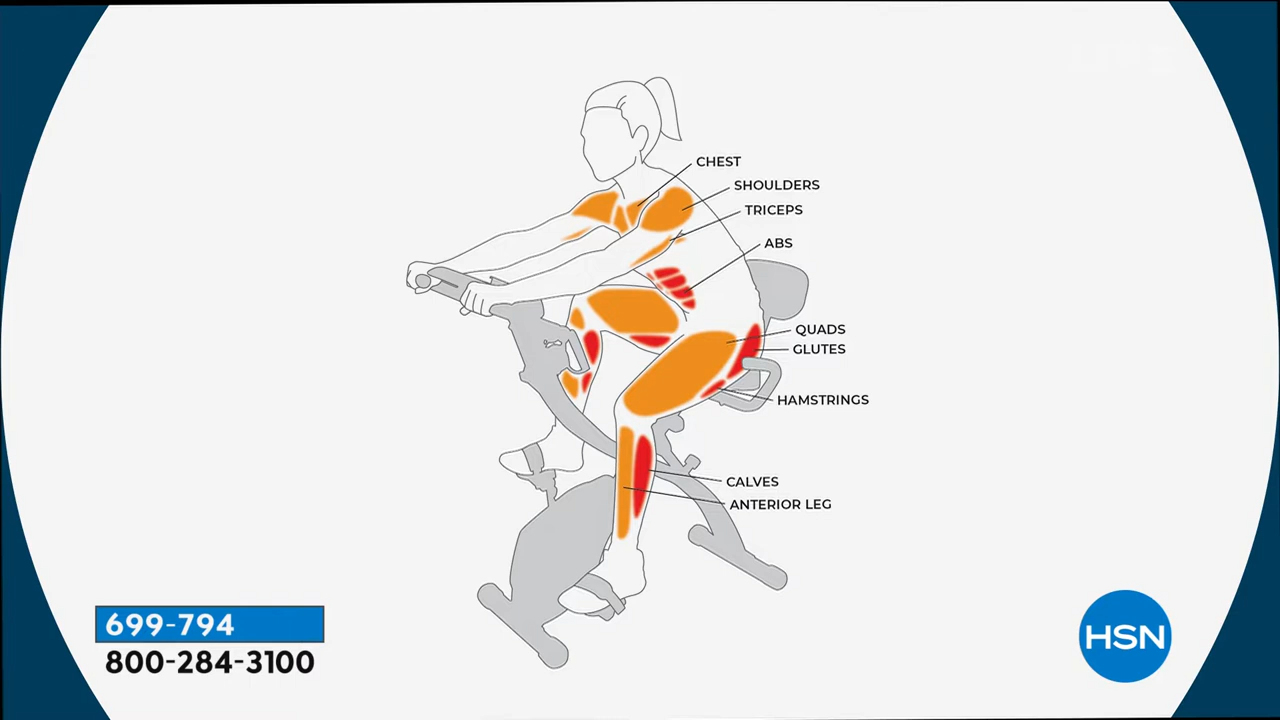 CHEST
SHOULDERS
TRICEPS
ABS
QUADS
GLUTES
HAMSTRINGS
CALVES
ANTERIOR LEG
699-794
800-284-3100
HSN